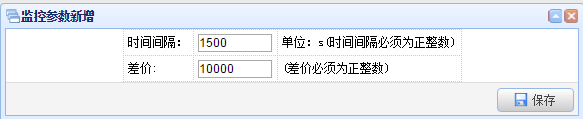 监控参数新增
时间间隔： 1500 单位：s(时间间隔必须为正整数)
差价: 10000 (差价必须为正整数)
保存